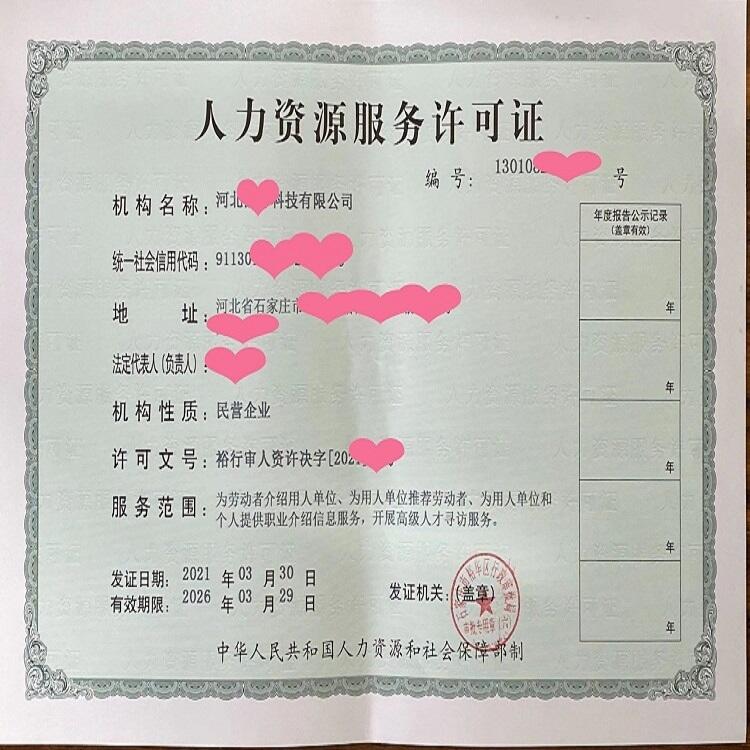 人力资源服务许可证
编号: 1301082 号
机构名称: 河北 科技有限公司
年度报告公示记录
(盖章有效)
统一社会信用代码: 91130
地 址: 河北省石家庄市
年
法定代表人(负责人):
年
机构性质: 民营企业
许可文号: 裕行审人资许决字[202
年
服务范围: 为劳动者介绍用人单位、为用人单位推荐劳动者、为用人单位和
个人提供职业介绍信息服务,开展高级人才寻访服务。
年
发证日期: 2021 年 03 月 30 日
有效期限: 2026 年 03 月 29 日
发证机关: (盖章)
审批专用章
年
中华人民共和国人力资源和社会保障部制